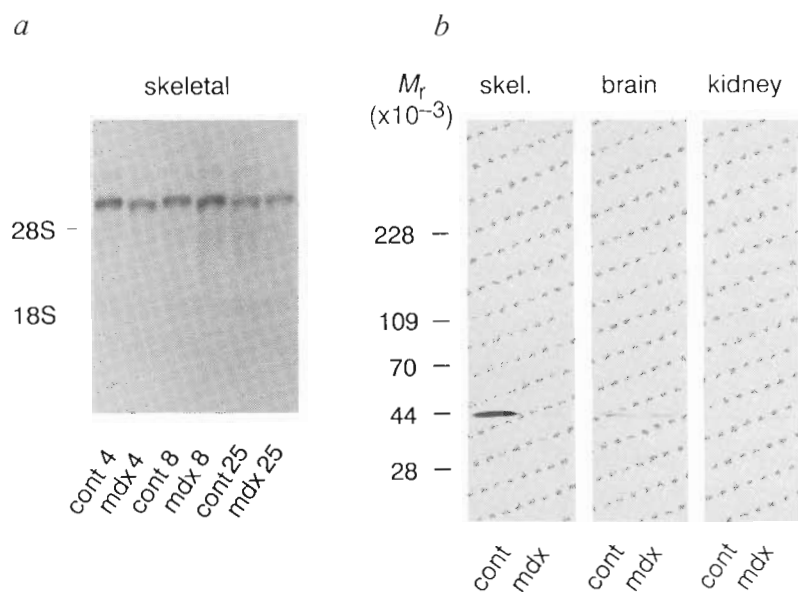 a
skeletal
28S
18S
cont 4
mdx 4
cont 8
mdx 8
cont 25
mdx 25
b
Mr
(x10–3)
skel.
brain
kidney
228
109
70
44
28
cont
mdx
cont
mdx
cont
mdx